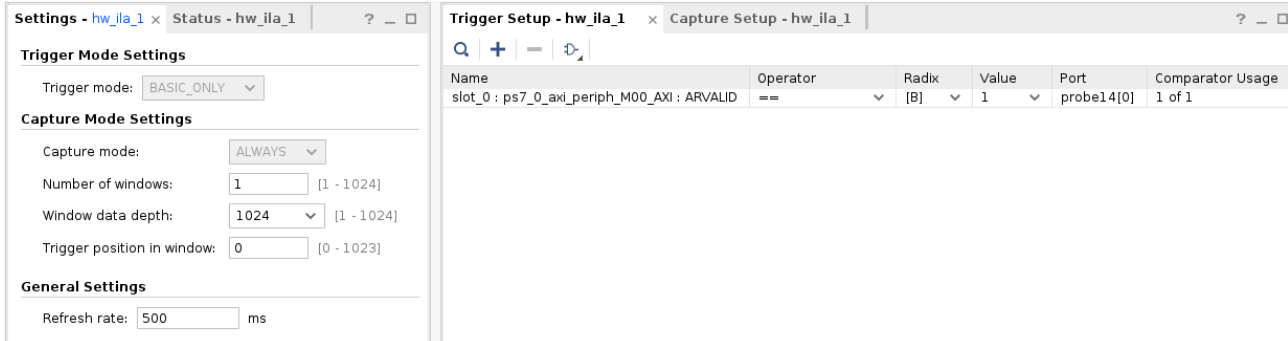 Settings - hw_ila_1 × Status - hw_ila_1 ? _
Trigger Mode Settings
Trigger mode: BASIC_ONLY
Capture Mode Settings
Capture mode: ALWAYS
Number of windows: 1 [1 - 1024]
Window data depth: 1024 [1 - 1024]
Trigger position in window: 0 [0 - 1023]
General Settings
Refresh rate: 500 ms
Trigger Setup - hw_ila_1 × Capture Setup - hw_ila_1 ? _
Name Operator Radix Value Port Comparator Usage
slot_0 : ps7_0_axi_periph_M00_AXI : ARVALID == [B] 1 probe14[0] 1 of 1